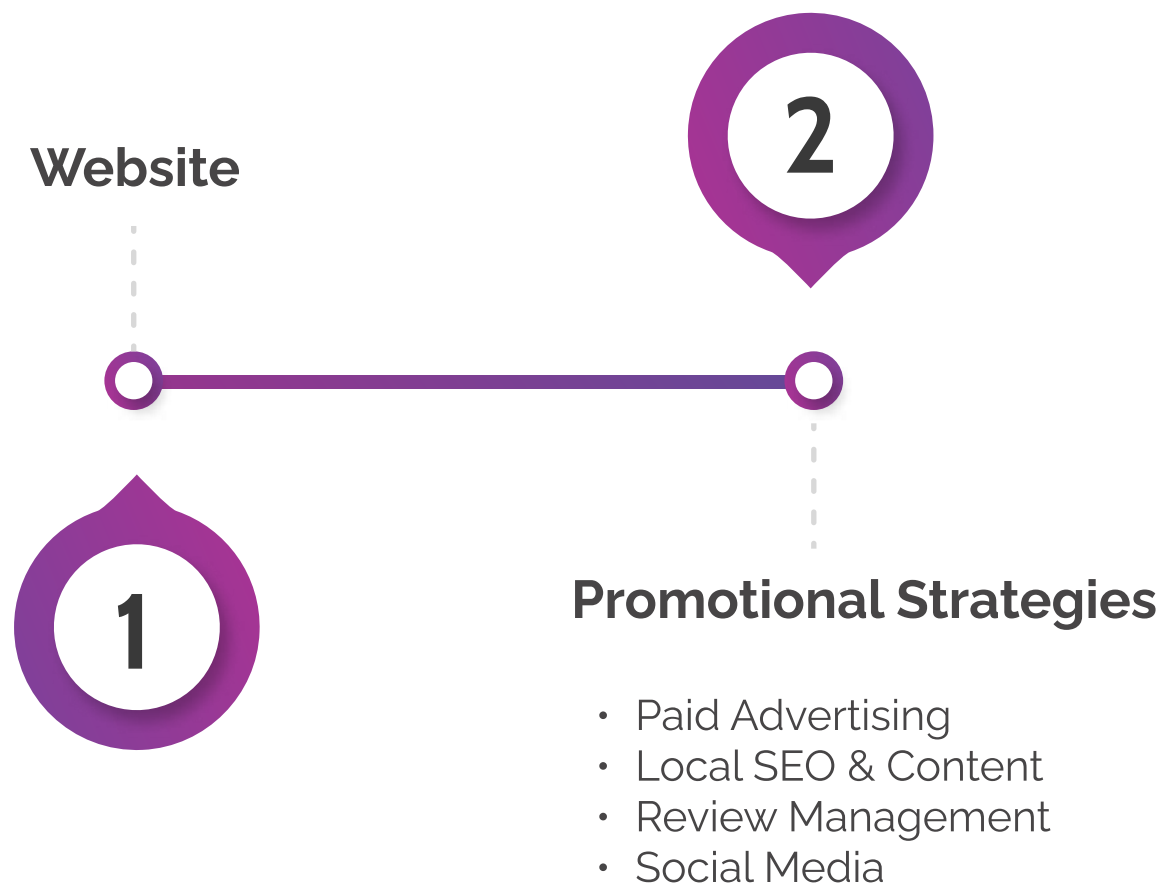 Website
1
2
Promotional Strategies
• Paid Advertising
• Local SEO & Content
• Review Management
• Social Media